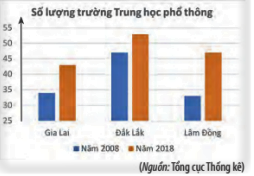 Số lượng trường Trung học phổ thông
55
50
45
40
35
30
25
Gia Lai Đắk Lắk Lâm Đồng
Năm 2008 Năm 2018
(Nguồn: Tổng cục Thống kê)